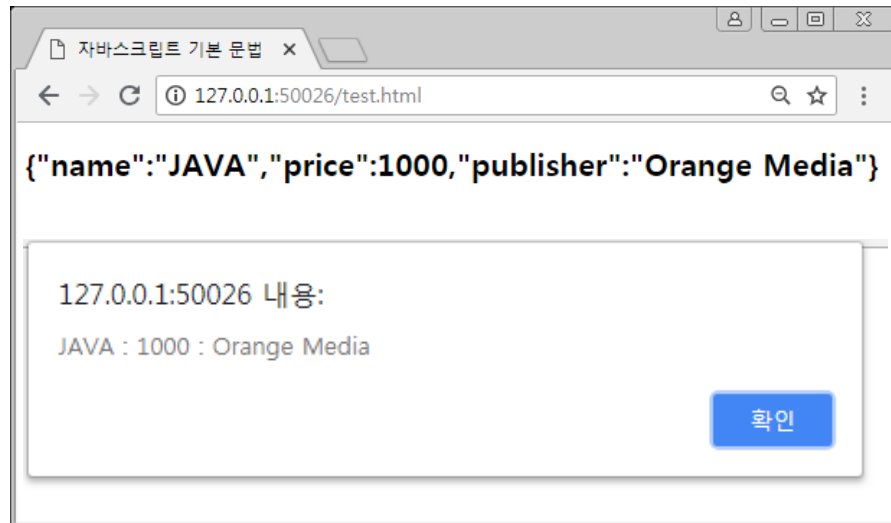 자바스크립트 기본 문법
127.0.0.1:50026/test.html
{"name":"JAVA","price":1000,"publisher":"Orange Media"}
127.0.0.1:50026 내용:
JAVA : 1000 : Orange Media
확인